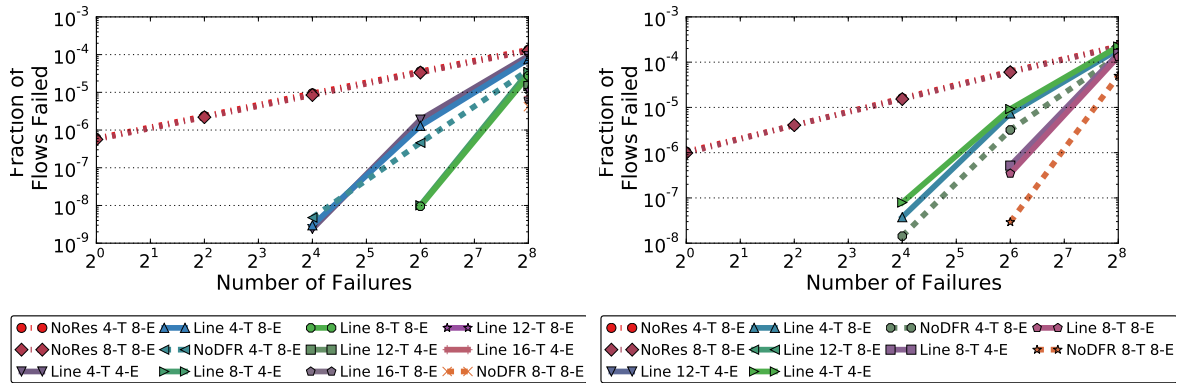 Fraction of
Flows Failed
10^-3
10^-4
10^-5
10^-6
10^-7
10^-8
10^-9
2^0 2^1 2^2 2^3 2^4 2^5 2^6 2^7 2^8
Number of Failures
NoRes 4-T 8-E Line 4-T 8-E Line 8-T 8-E Line 12-T 8-E
NoRes 8-T 8-E NoDFR 4-T 8-E Line 12-T 4-E Line 16-T 4-E
Line 4-T 4-E Line 8-T 4-E Line 16-T 8-E NoDFR 8-T 8-E
Fraction of
Flows Failed
10^-3
10^-4
10^-5
10^-6
10^-7
10^-8
2^0 2^1 2^2 2^3 2^4 2^5 2^6 2^7 2^8
Number of Failures
NoRes 4-T 8-E Line 4-T 8-E NoDFR 4-T 8-E Line 8-T 8-E
NoRes 8-T 8-E Line 12-T 8-E Line 8-T 4-E NoDFR 8-T 8-E
Line 12-T 4-E Line 4-T 4-E